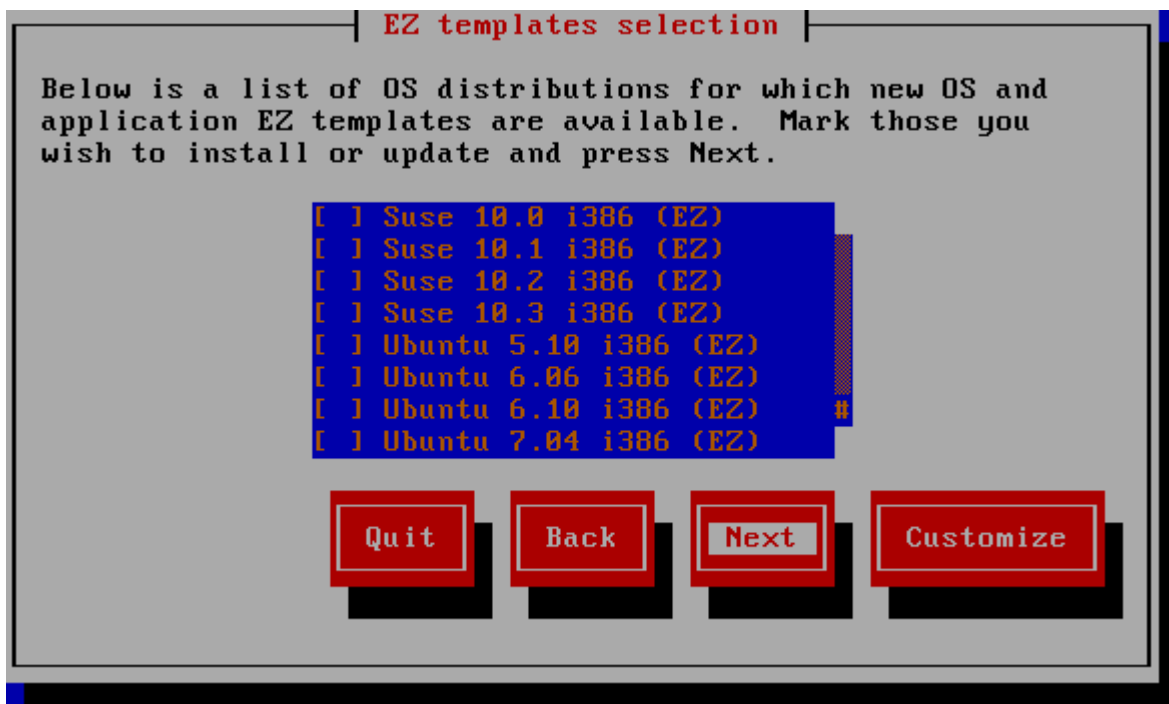 EZ templates selection
Below is a list of OS distributions for which new OS and
application EZ templates are available.  Mark those you
wish to install or update and press Next.
[ ] Suse 10.0 i386 (EZ)
[ ] Suse 10.1 i386 (EZ)
[ ] Suse 10.2 i386 (EZ)
[ ] Suse 10.3 i386 (EZ)
[ ] Ubuntu 5.10 i386 (EZ)
[ ] Ubuntu 6.06 i386 (EZ)
[ ] Ubuntu 6.10 i386 (EZ) #
[ ] Ubuntu 7.04 i386 (EZ)
Quit Back Next Customize